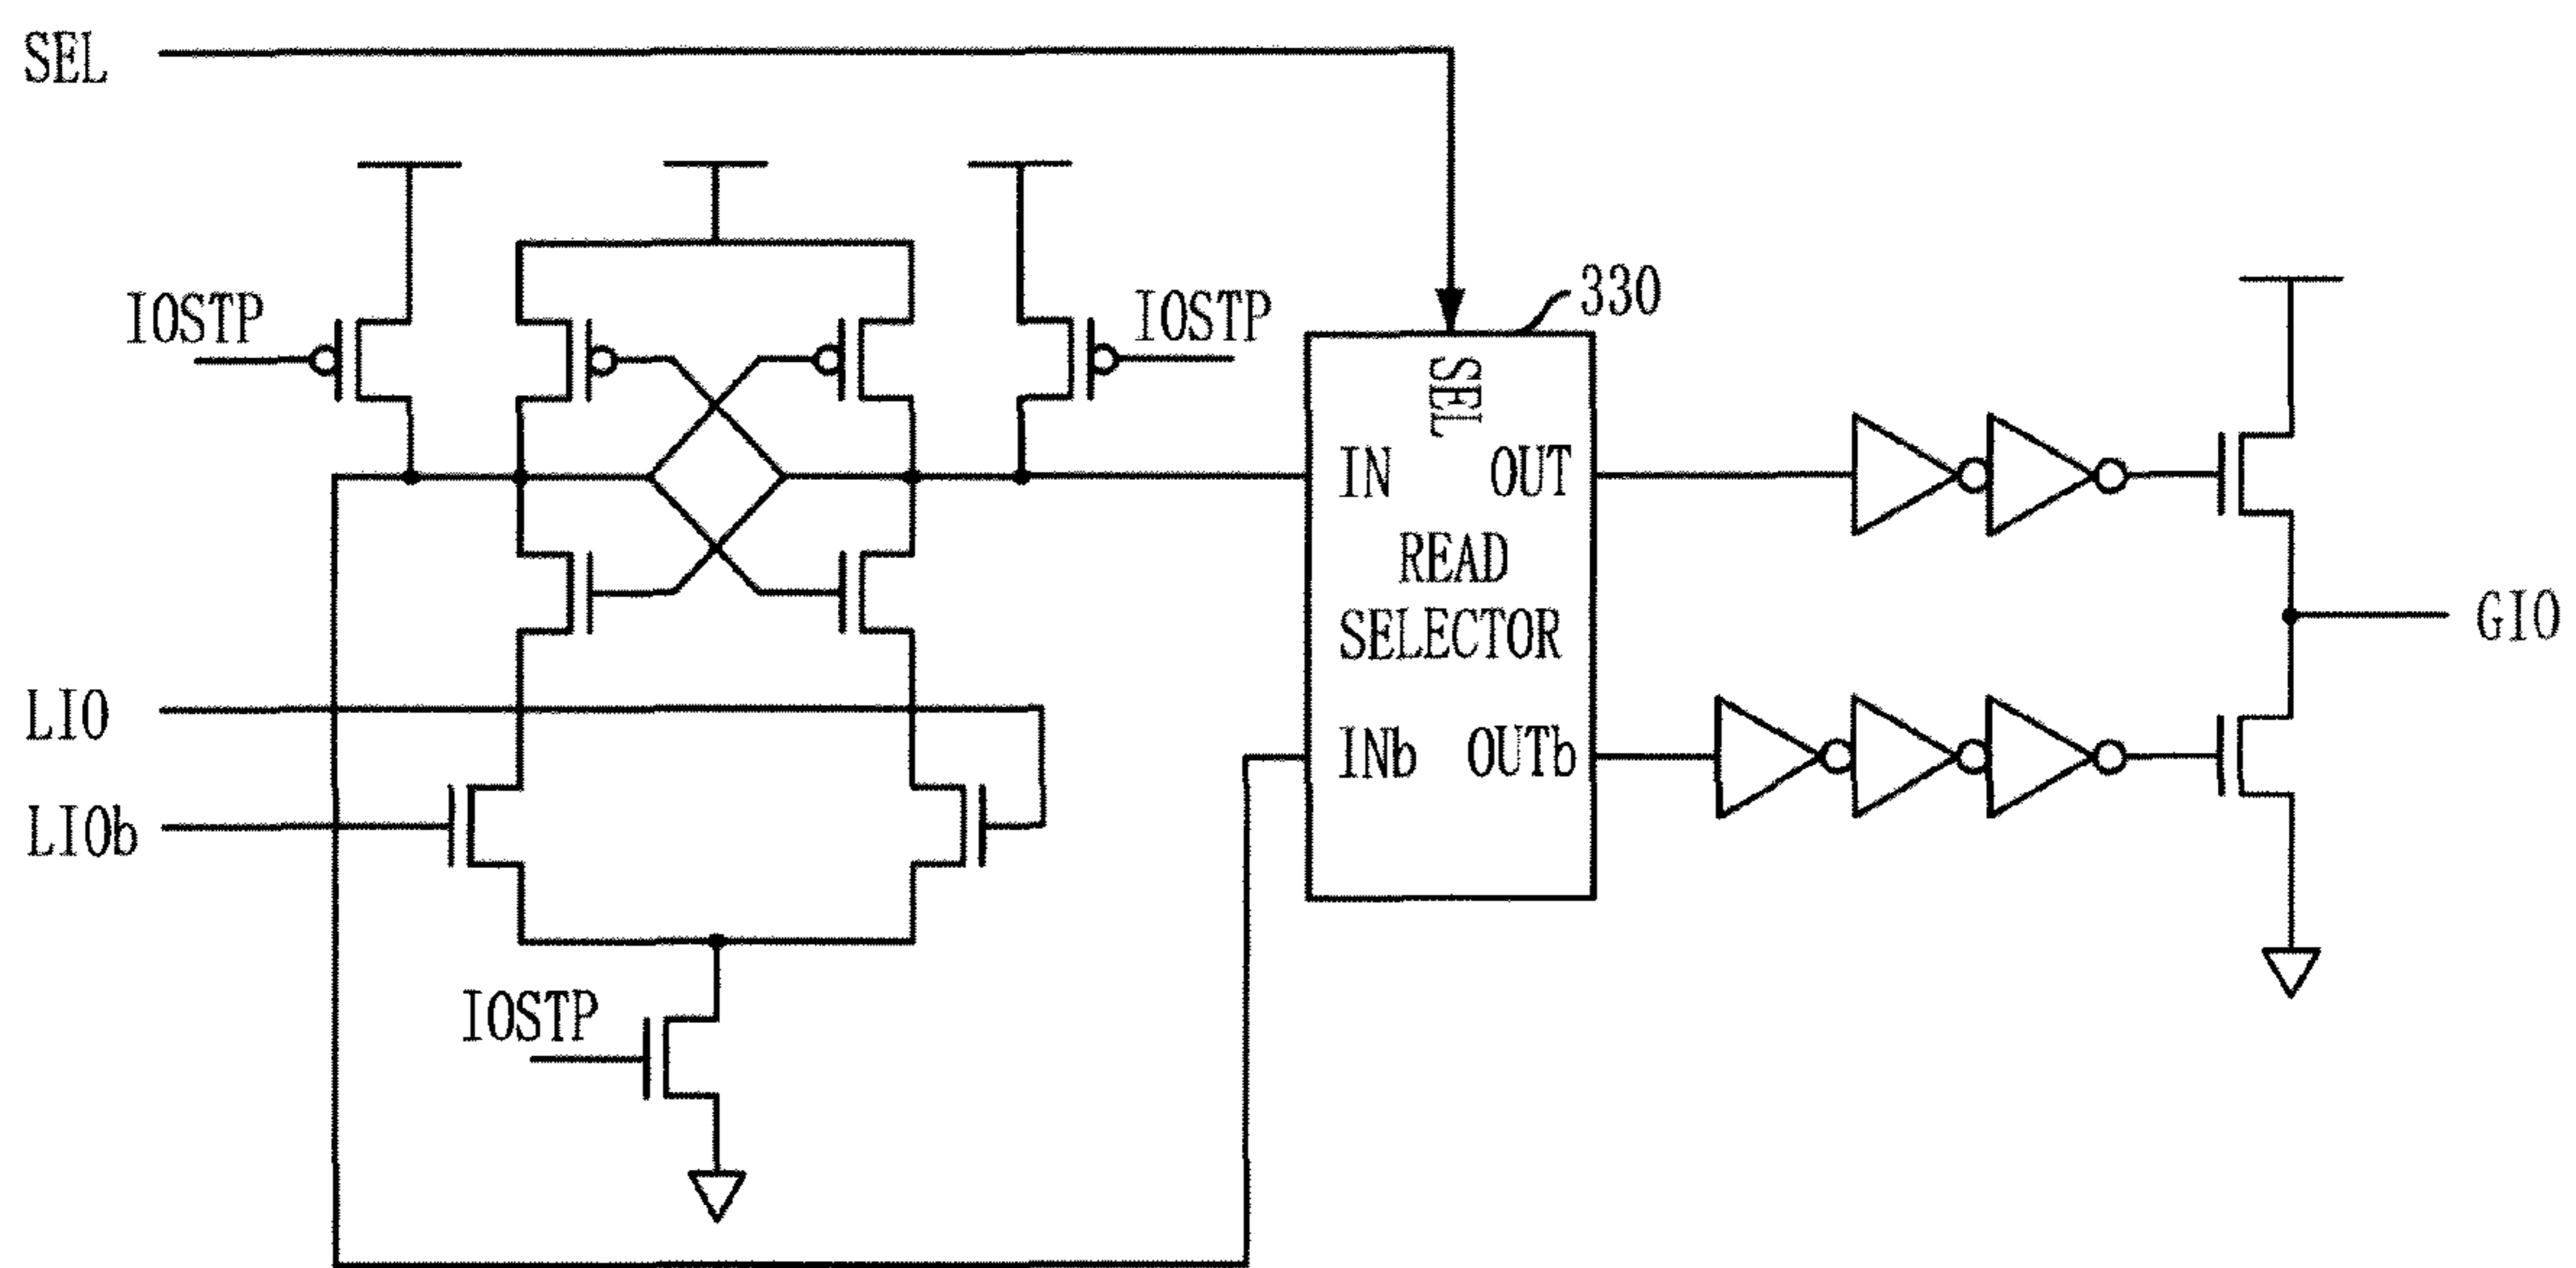 SEL
IOSTP
IOSTP
330
SEL
IN OUT
READ
SELECTOR
INb OUTb
GIO
LIO
LIOb
IOSTP